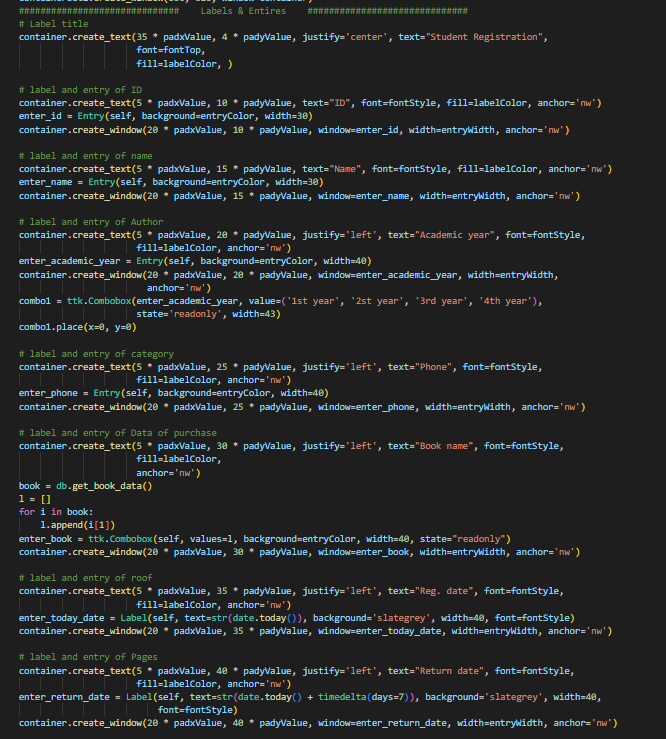 ############################## Labels & Entires ##############################
# Label title
container.create_text(35 * padxValue, 4 * padyValue, justify='center', text="Student Registration",
font=fontTop,
fill=labelColor, )
# label and entry of ID
container.create_text(5 * padxValue, 10 * padyValue, text="ID", font=fontStyle, fill=labelColor, anchor='nw')
enter_id = Entry(self, background=entryColor, width=30)
container.create_window(20 * padxValue, 10 * padyValue, window=enter_id, width=entryWidth, anchor='nw')
# label and entry of name
container.create_text(5 * padxValue, 15 * padyValue, text="Name", font=fontStyle, fill=labelColor, anchor='nw')
enter_name = Entry(self, background=entryColor, width=30)
container.create_window(20 * padxValue, 15 * padyValue, window=enter_name, width=entryWidth, anchor='nw')
# label and entry of Author
container.create_text(5 * padxValue, 20 * padyValue, justify='left', text="Academic year", font=fontStyle,
fill=labelColor, anchor='nw')
enter_academic_year = Entry(self, background=entryColor, width=40)
container.create_window(20 * padxValue, 20 * padyValue, window=enter_academic_year, width=entryWidth,
anchor='nw')
combo1 = ttk.Combobox(enter_academic_year, value=('1st year', '2st year', '3rd year', '4th year'),
state='readonly', width=43)
combo1.place(x=0, y=0)
# label and entry of category
container.create_text(5 * padxValue, 25 * padyValue, justify='left', text="Phone", font=fontStyle,
fill=labelColor, anchor='nw')
enter_phone = Entry(self, background=entryColor, width=40)
container.create_window(20 * padxValue, 25 * padyValue, window=enter_phone, width=entryWidth, anchor='nw')
# label and entry of Data of purchase
container.create_text(5 * padxValue, 30 * padyValue, justify='left', text="Book name", font=fontStyle,
fill=labelColor,
anchor='nw')
book = db.get_book_data()
l = []
for i in book:
l.append(i[1])
enter_book = ttk.Combobox(self, values=l, background=entryColor, width=40, state="readonly")
container.create_window(20 * padxValue, 30 * padyValue, window=enter_book, width=entryWidth, anchor='nw')
# label and entry of roof
container.create_text(5 * padxValue, 35 * padyValue, justify='left', text="Reg. date", font=fontStyle,
fill=labelColor, anchor='nw')
enter_today_date = Label(self, text=str(date.today()), background='slategrey', width=40, font=fontStyle)
container.create_window(20 * padxValue, 35 * padyValue, window=enter_today_date, width=entryWidth, anchor='nw')
# label and entry of Pages
container.create_text(5 * padxValue, 40 * padyValue, justify='left', text="Return date", font=fontStyle,
fill=labelColor, anchor='nw')
enter_return_date = Label(self, text=str(date.today() + timedelta(days=7)), background='slategrey', width=40,
font=fontStyle)
container.create_window(20 * padxValue, 40 * padyValue, window=enter_return_date, width=entryWidth, anchor='nw')